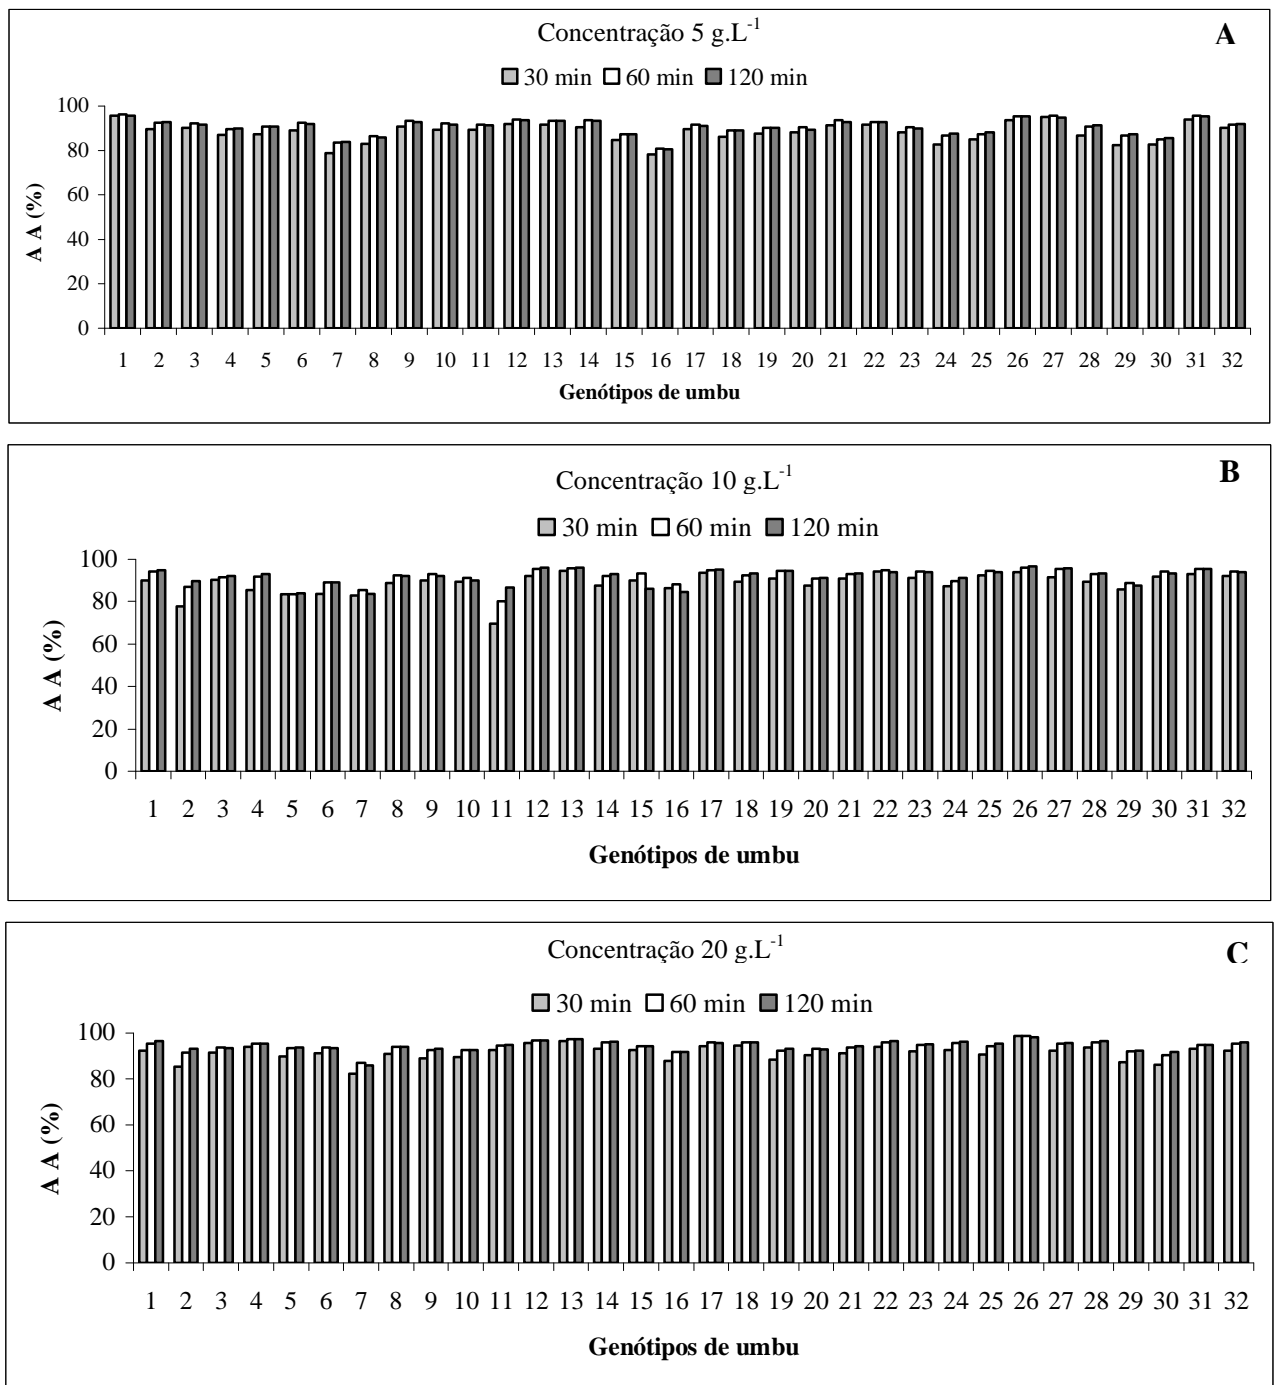 Concentração 5 g.L-1
A
30 min 60 min 120 min
100
80
60
40
20
0
A A (%)
1 2 3 4 5 6 7 8 9 10 11 12 13 14 15 16 17 18 19 20 21 22 23 24 25 26 27 28 29 30 31 32
Genótipos de umbu
Concentração 10 g.L-1
B
30 min 60 min 120 min
100
80
60
40
20
0
A A (%)
1 2 3 4 5 6 7 8 9 10 11 12 13 14 15 16 17 18 19 20 21 22 23 24 25 26 27 28 29 30 31 32
Genótipos de umbu
Concentração 20 g.L-1
C
30 min 60 min 120 min
100
80
60
40
20
0
A A (%)
1 2 3 4 5 6 7 8 9 10 11 12 13 14 15 16 17 18 19 20 21 22 23 24 25 26 27 28 29 30 31 32
Genótipos de umbu